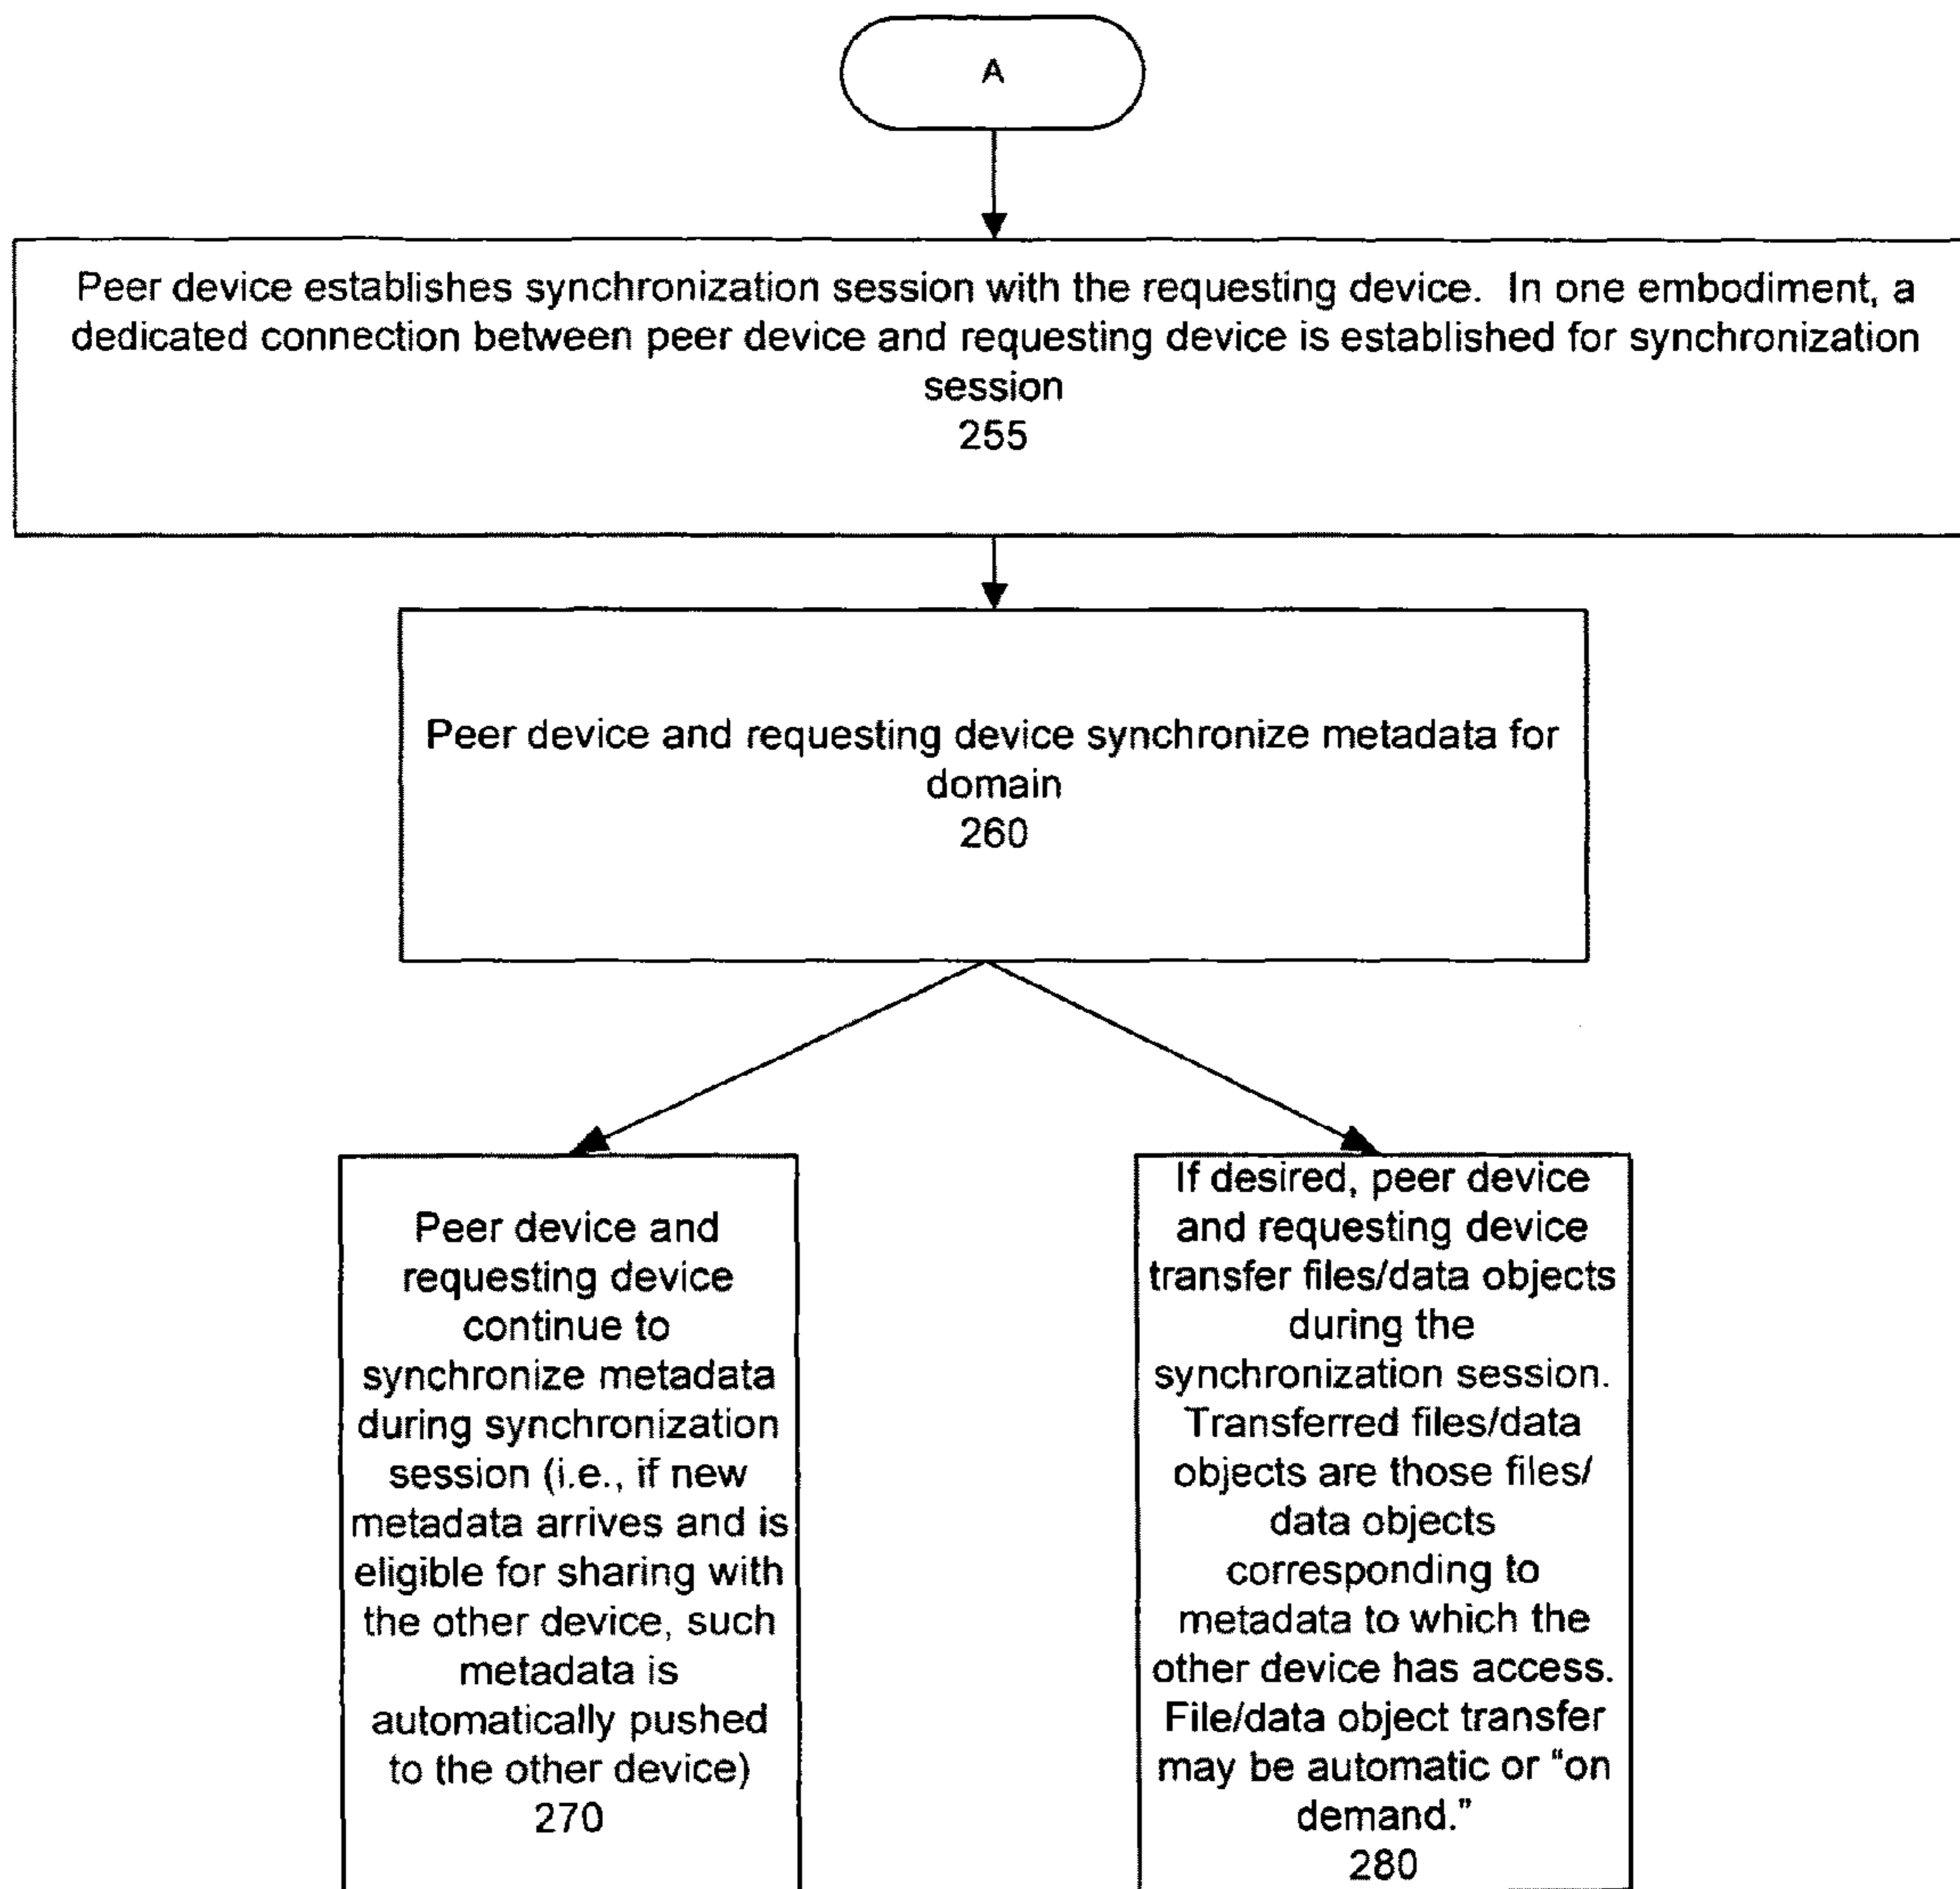 A
Peer device establishes synchronization session with the requesting device. In one embodiment, a
dedicated connection between peer device and requesting device is established for synchronization
session
255
Peer device and requesting device synchronize metadata for
domain
260
Peer device and
requesting device
continue to
synchronize metadata
during synchronization
session (i.e., if new
metadata arrives and is
eligible for sharing with
the other device, such
metadata is
automatically pushed
to the other device)
270
If desired, peer device
and requesting device
transfer files/data objects
during the
synchronization session.
Transferred files/data
objects are those files/
data objects
corresponding to
metadata to which the
other device has access.
File/data object transfer
may be automatic or “on
demand.”
280